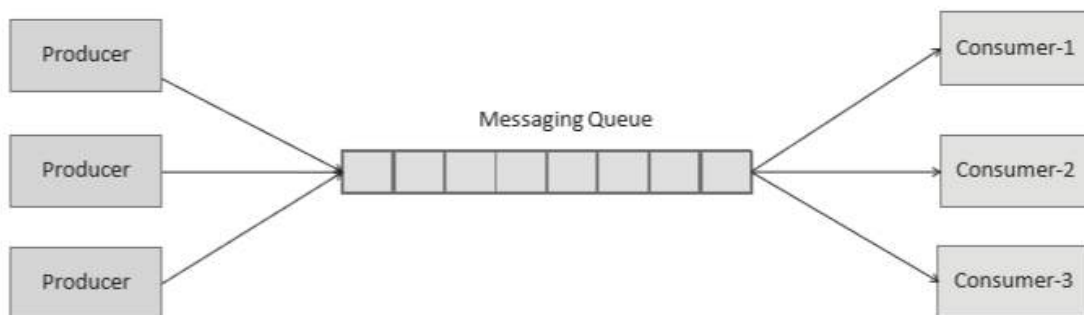 Producer
Consumer-1
Messaging Queue
Producer
Consumer-2
Producer
Consumer-3